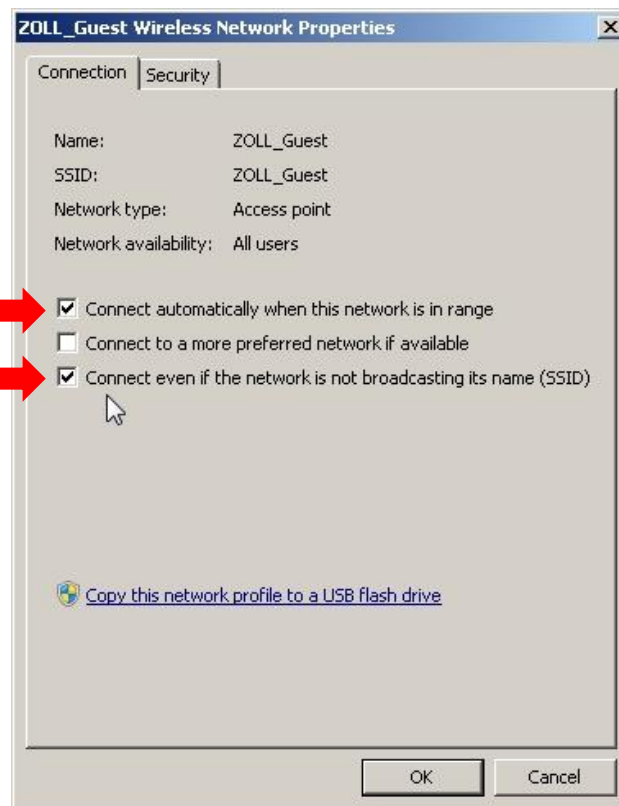 ZOLL_Guest Wireless Network Properties
Connection Security
Name: ZOLL_Guest
SSID: ZOLL_Guest
Network type: Access point
Network availability: All users
Connect automatically when this network is in range
Connect to a more preferred network if available
Connect even if the network is not broadcasting its name (SSID)
Copy this network profile to a USB flash drive
OK Cancel